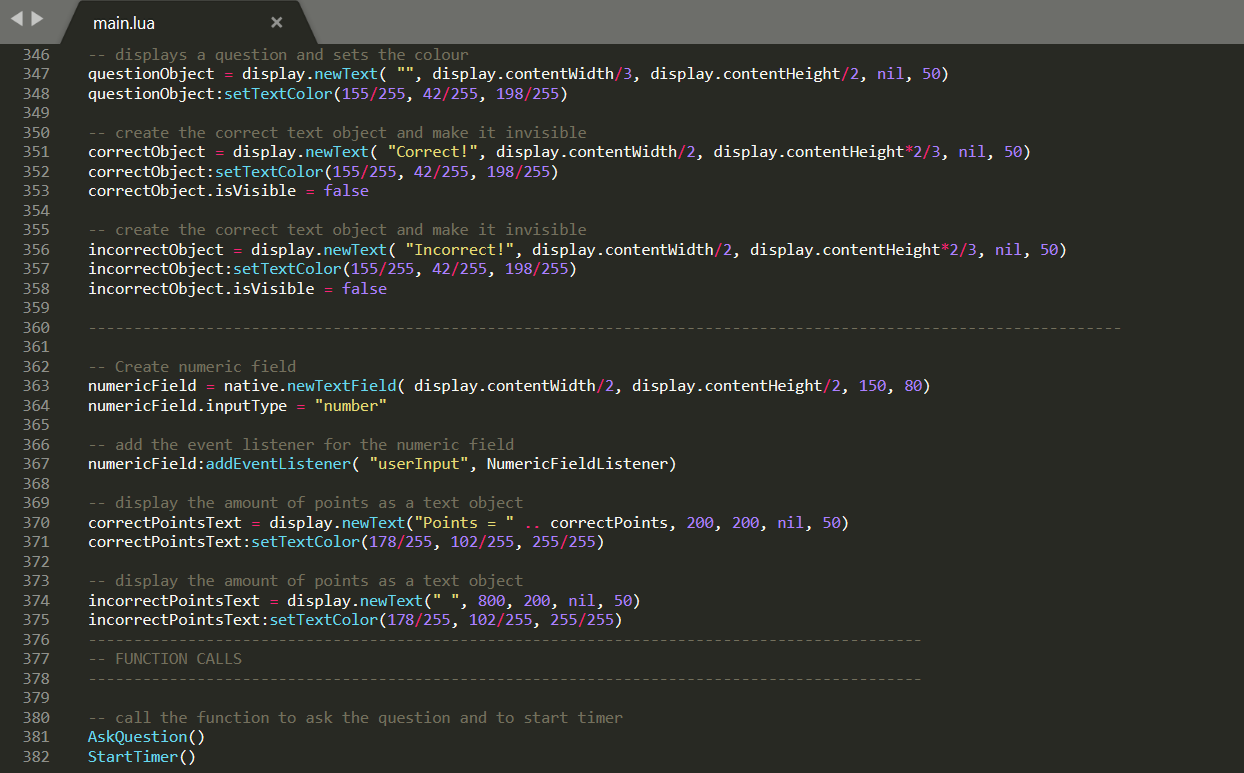 main.lua
346 -- displays a question and sets the colour
347 questionObject = display.newText( "", display.contentWidth/3, display.contentHeight/2, nil, 50)
348 questionObject:setTextColor(155/255, 42/255, 198/255)
349
350 -- create the correct text object and make it invisible
351 correctObject = display.newText( "Correct!", display.contentWidth/2, display.contentHeight*2/3, nil, 50)
352 correctObject:setTextColor(155/255, 42/255, 198/255)
353 correctObject.isVisible = false
354
355 -- create the correct text object and make it invisible
356 incorrectObject = display.newText( "Incorrect!", display.contentWidth/2, display.contentHeight*2/3, nil, 50)
357 incorrectObject:setTextColor(155/255, 42/255, 198/255)
358 incorrectObject.isVisible = false
359
360 ------------------------------------------------------------------------------------------------------------------
361
362 -- Create numeric field
363 numericField = native.newTextField( display.contentWidth/2, display.contentHeight/2, 150, 80)
364 numericField.inputType = "number"
365
366 -- add the event listener for the numeric field
367 numericField:addEventListener( "userInput", NumericFieldListener)
368
369 -- display the amount of points as a text object
370 correctPointsText = display.newText("Points = " .. correctPoints, 200, 200, nil, 50)
371 correctPointsText:setTextColor(178/255, 102/255, 255/255)
372
373 -- display the amount of points as a text object
374 incorrectPointsText = display.newText(" ", 800, 200, nil, 50)
375 incorrectPointsText:setTextColor(178/255, 102/255, 255/255)
376 --------------------------------------------------------------------------------------------
377 -- FUNCTION CALLS
378 --------------------------------------------------------------------------------------------
379
380 -- call the function to ask the question and to start timer
381 AskQuestion()
382 StartTimer()